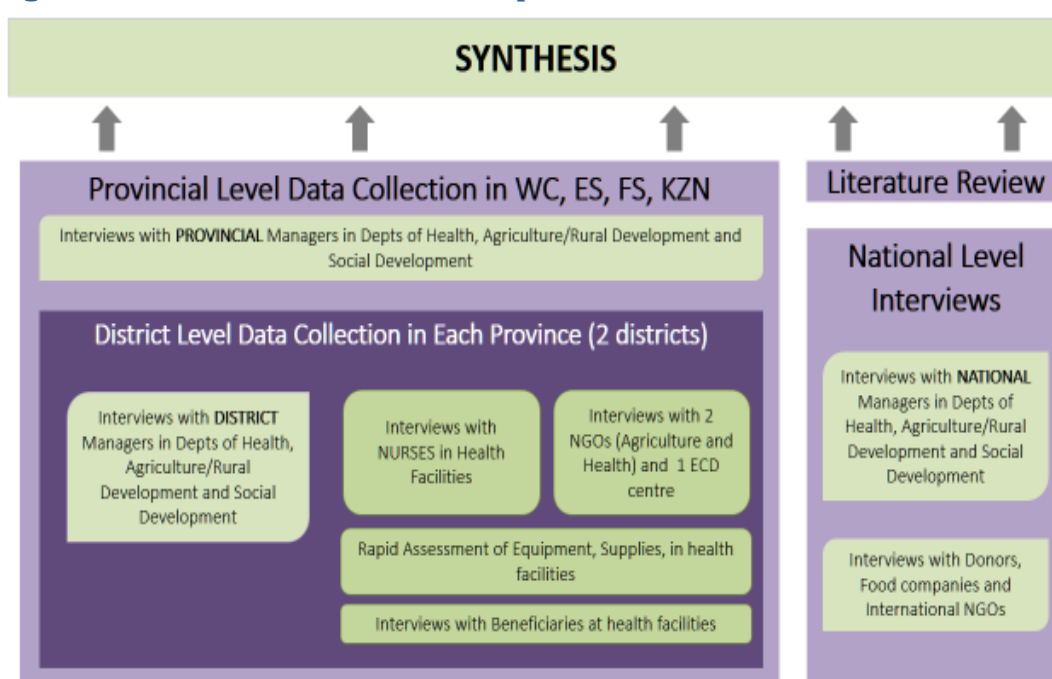 SYNTHESIS
Provincial Level Data Collection in WC, ES, FS, KZN
Interviews with PROVINCIAL Managers in Depts of Health, Agriculture/Rural Development and
Social Development
District Level Data Collection in Each Province (2 districts)
Interviews with DISTRICT
Managers in Depts of Health,
Agriculture/Rural
Development and Social
Development
Interviews with
NURSES in Health
Facilities
Interviews with 2
NGOs (Agriculture and
Health) and 1 ECD
centre
Rapid Assessment of Equipment, Supplies, in health
facilities
Interviews with Beneficiaries at health facilities
Literature Review
National Level
Interviews
Interviews with NATIONAL
Managers in Depts of
Health, Agriculture/Rural
Development and Social
Development
Interviews with Donors,
Food companies and
International NGOs